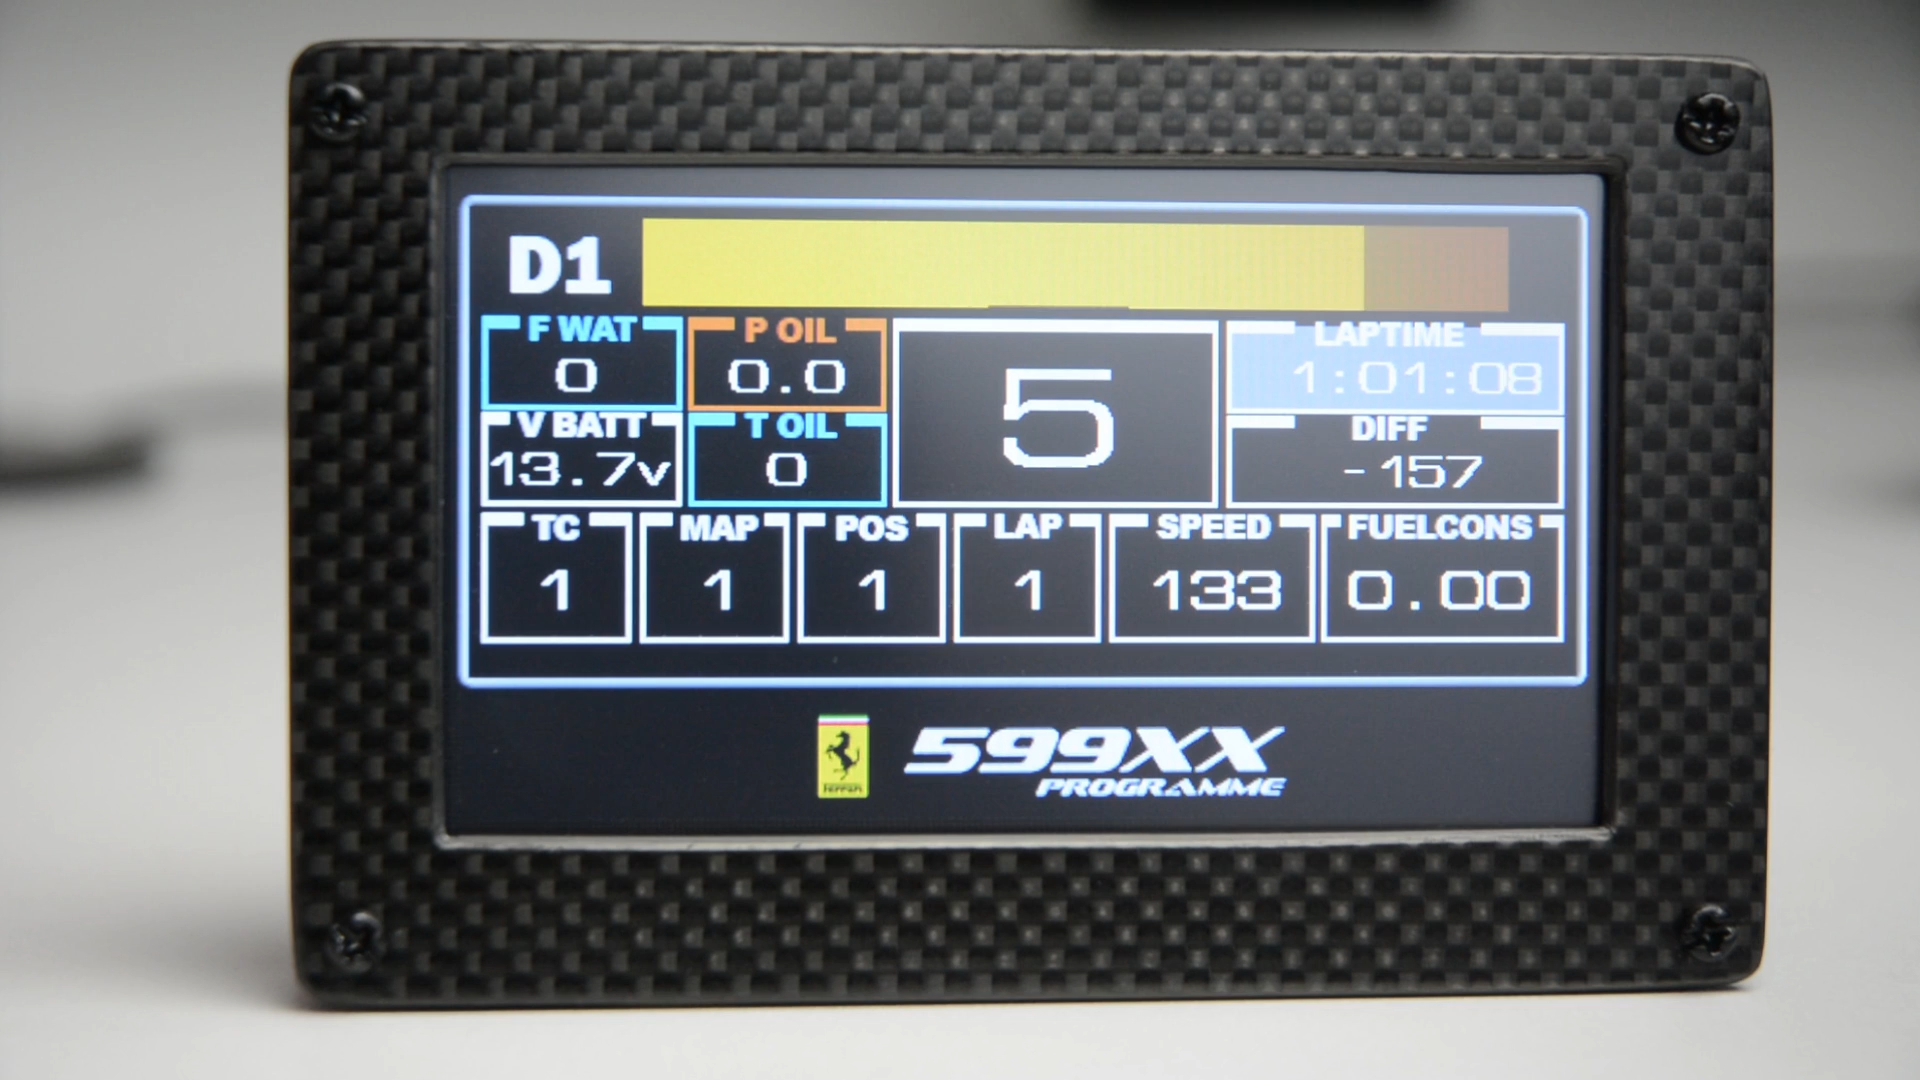 D1
F WAT P OIL LAPTIME
0 0.0 5 1:01:08
V BATT T OIL DIFF
13.7v 0 -157
TC MAP POS LAP SPEED FUELCONS
1 1 1 1 133 0.00
Ferrari
599XX
PROGRAMME